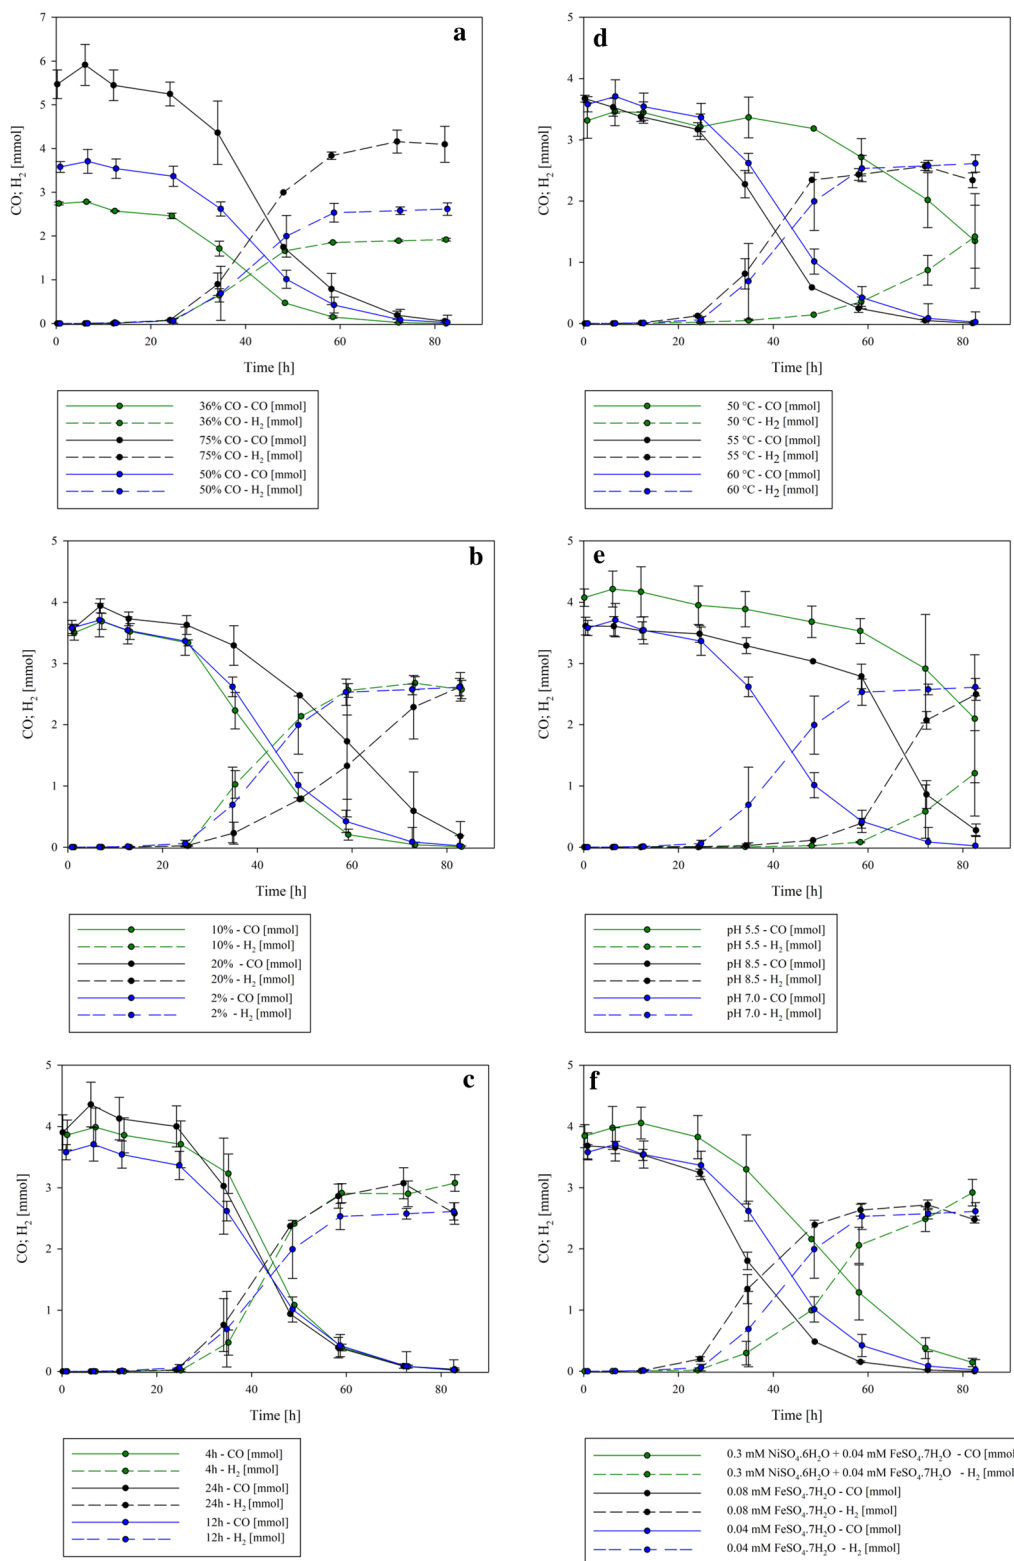 a
7
6
5
4
3
2
1
0
CO; H2 [mmol]
0 20 40 60 80
Time [h]
36% CO - CO [mmol]
36% CO - H2 [mmol]
75% CO - CO [mmol]
75% CO - H2 [mmol]
50% CO - CO [mmol]
50% CO - H2 [mmol]
d
5
4
3
2
1
0
CO; H2 [mmol]
0 20 40 60 80
Time [h]
50 °C - CO [mmol]
50 °C - H2 [mmol]
55 °C - CO [mmol]
55 °C - H2 [mmol]
60 °C - CO [mmol]
60 °C - H2 [mmol]
b
5
4
3
2
1
0
CO; H2 [mmol]
0 20 40 60 80
Time [h]
10% - CO [mmol]
10% - H2 [mmol]
20% - CO [mmol]
20% - H2 [mmol]
2% - CO [mmol]
2% - H2 [mmol]
e
5
4
3
2
1
0
CO; H2 [mmol]
0 20 40 60 80
Time [h]
pH 5.5 - CO [mmol]
pH 5.5 - H2 [mmol]
pH 8.5 - CO [mmol]
pH 8.5 - H2 [mmol]
pH 7.0 - CO [mmol]
pH 7.0 - H2 [mmol]
c
5
4
3
2
1
0
CO; H2 [mmol]
0 20 40 60 80
Time [h]
4h - CO [mmol]
4h - H2 [mmol]
24h - CO [mmol]
24h - H2 [mmol]
12h - CO [mmol]
12h - H2 [mmol]
f
5
4
3
2
1
0
CO; H2 [mmol]
0 20 40 60 80
Time [h]
0.3 mM NiSO4.6H2O + 0.04 mM FeSO4.7H2O - CO [mmol
0.3 mM NiSO4.6H2O + 0.04 mM FeSO4.7H2O - H2 [mmol]
0.08 mM FeSO4.7H2O - CO [mmol]
0.08 mM FeSO4.7H2O - H2 [mmol]
0.04 mM FeSO4.7H2O - CO [mmol]
0.04 mM FeSO4.7H2O - H2 [mmol]